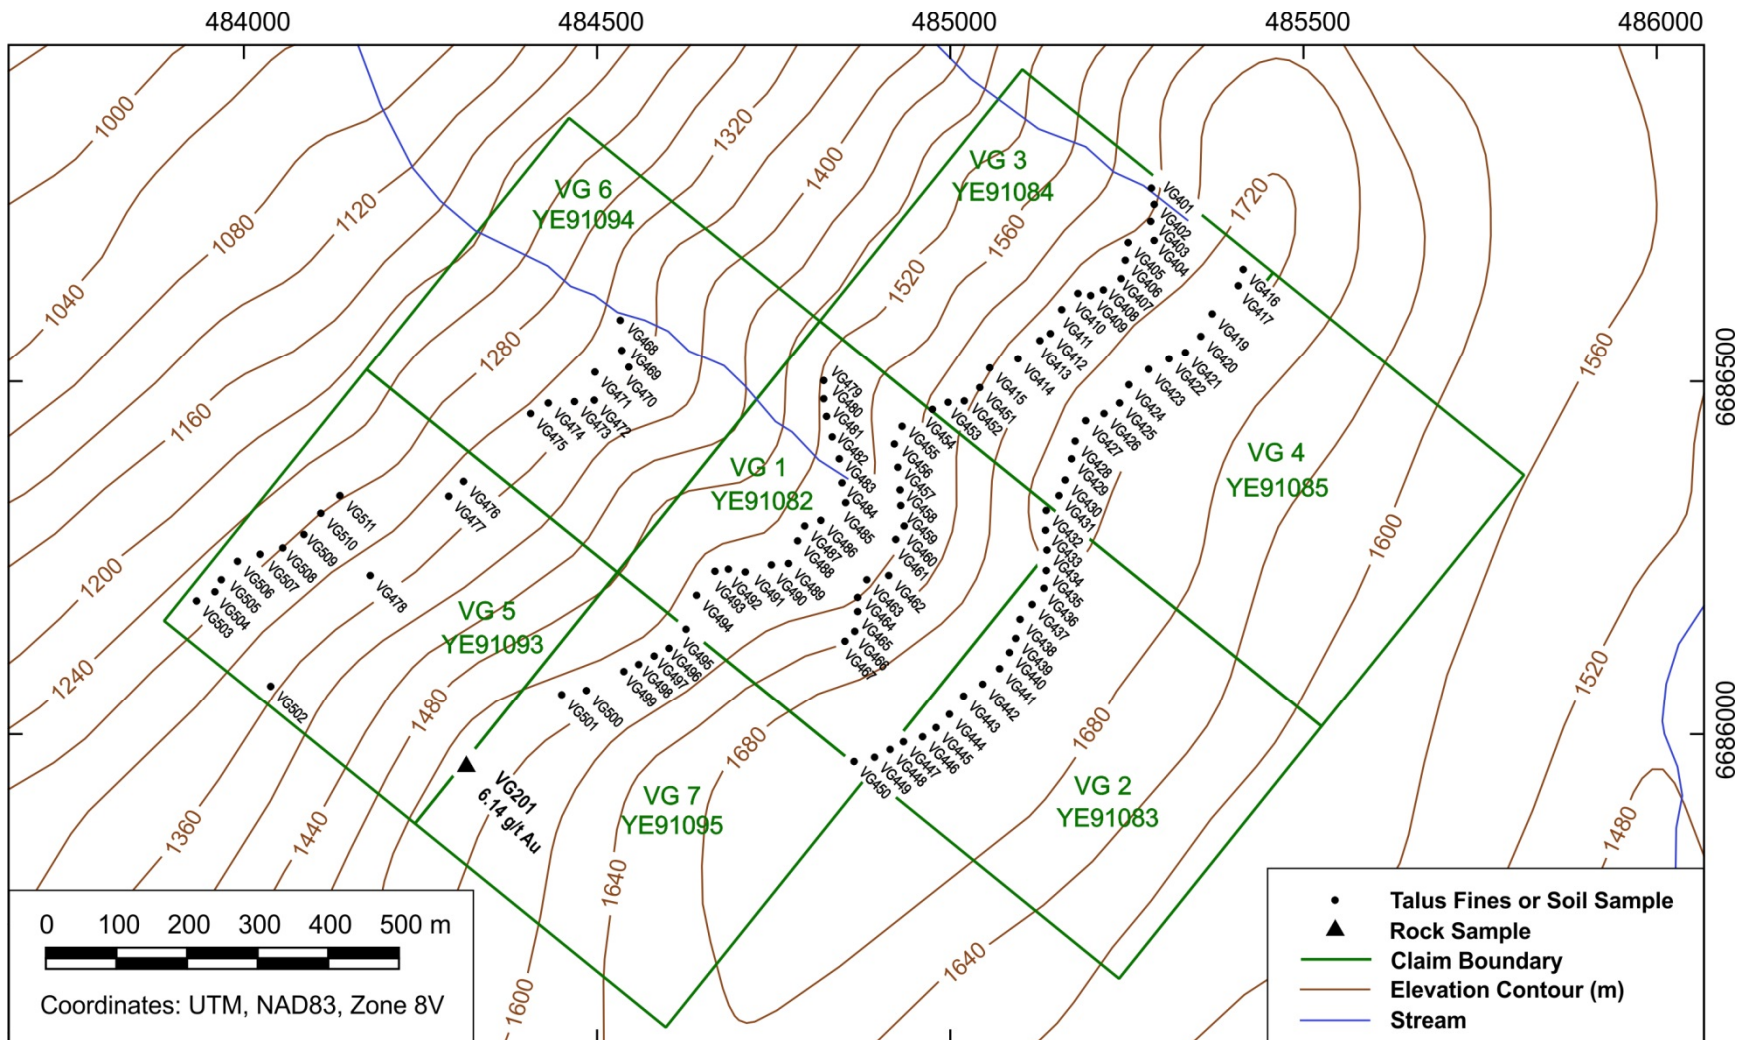 484000
484500
485000
485500
486000
6686500
6686000
1000
1040
1080
1120
1160
1200
1240
1280
1320
1400
1520
1560
1720
1560
1600
1520
1480
1680
1640
1680
1640
1600
1480
1440
1360
VG 6
YE91094
VG 3
YE91084
VG 1
YE91082
VG 4
YE91085
VG 5
YE91093
VG 7
YE91095
VG 2
YE91083
VG401
VG402
VG403
VG404
VG405
VG406
VG407
VG408
VG409
VG410
VG411
VG412
VG413
VG414
VG415
VG416
VG417
VG419
VG420
VG421
VG422
VG423
VG424
VG425
VG426
VG427
VG428
VG429
VG430
VG431
VG432
VG433
VG434
VG435
VG436
VG437
VG438
VG439
VG440
VG441
VG442
VG443
VG444
VG445
VG446
VG447
VG448
VG449
VG450
VG451
VG452
VG453
VG454
VG455
VG456
VG457
VG458
VG459
VG460
VG461
VG462
VG463
VG464
VG465
VG466
VG467
VG468
VG469
VG470
VG471
VG472
VG473
VG474
VG475
VG476
VG477
VG478
VG479
VG480
VG481
VG482
VG483
VG484
VG485
VG486
VG487
VG488
VG489
VG490
VG491
VG492
VG493
VG494
VG495
VG496
VG497
VG498
VG499
VG500
VG501
VG502
VG503
VG504
VG505
VG506
VG507
VG508
VG509
VG510
VG511
VG201
6.14 g/t Au
0 100 200 300 400 500 m
Coordinates: UTM, NAD83, Zone 8V
Talus Fines or Soil Sample
Rock Sample
Claim Boundary
Elevation Contour (m)
Stream